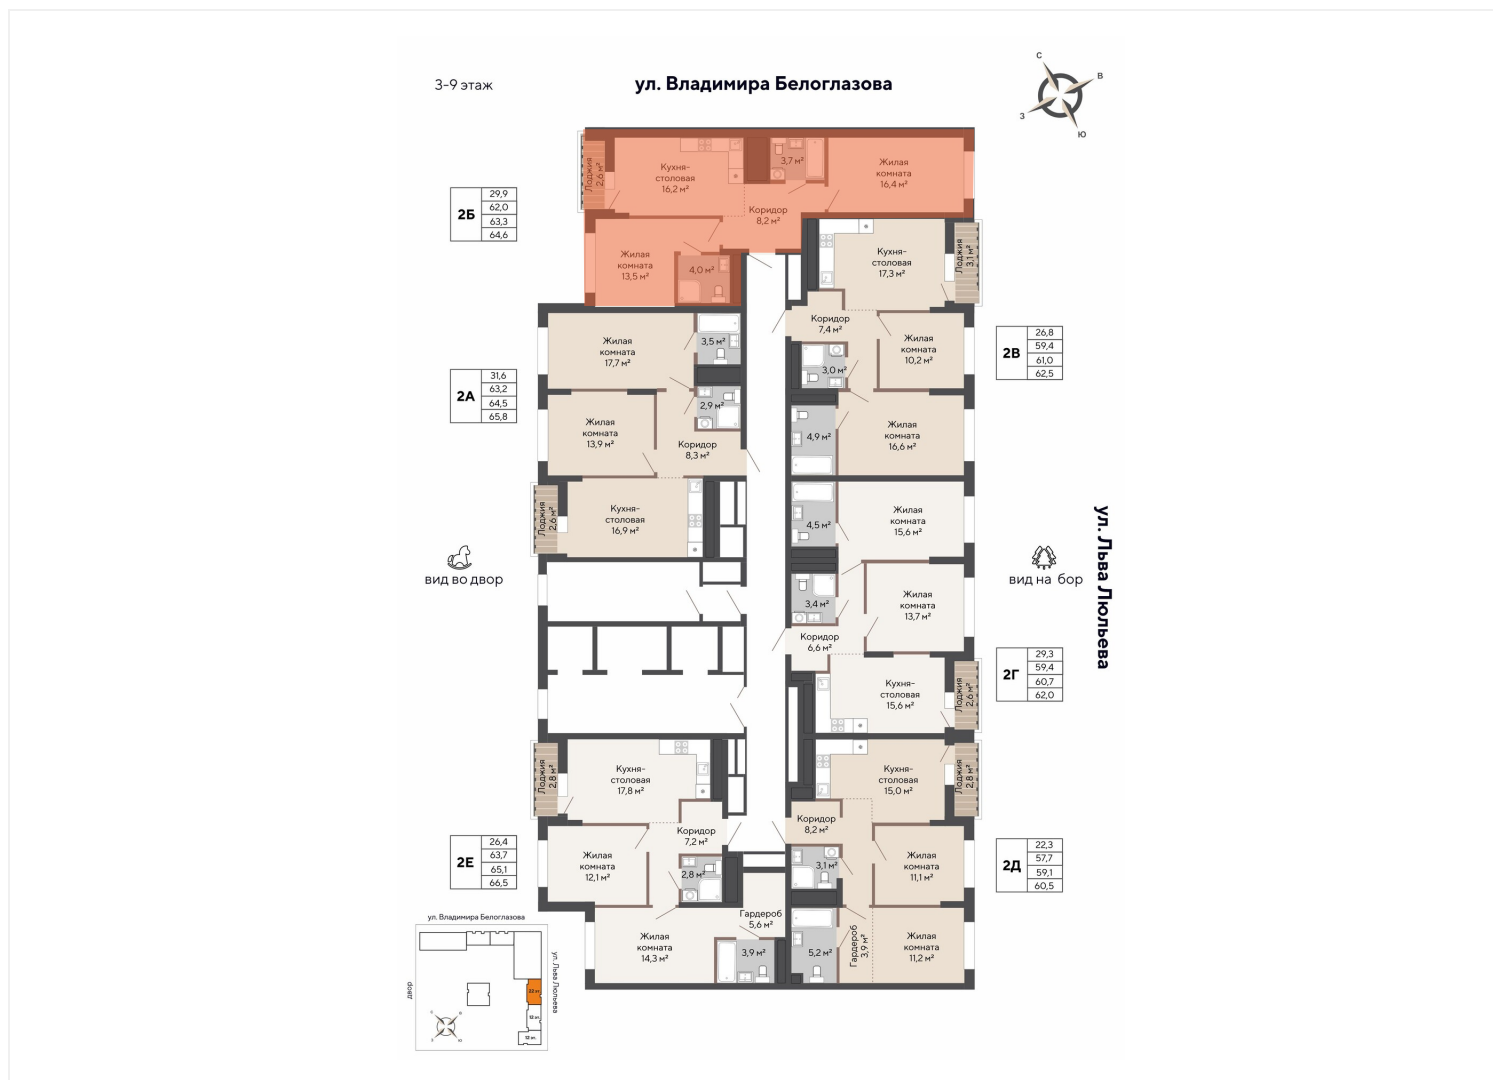 3-9 этаж
ул. Владимира Белоглазова
С
В
З
Ю
Лоджия
2,6 м²
Кухня-
столовая
16,2 м²
3,7 м²
Жилая
комната
16,4 м²
Коридор
8,2 м²
Жилая
комната
13,5 м²
4,0 м²
2Б
29,9
62,0
63,3
64,6
Кухня-
столовая
17,3 м²
Лоджия
3,1 м²
Коридор
7,4 м²
Жилая
комната
10,2 м²
3,0 м²
4,9 м²
Жилая
комната
16,6 м²
2В
26,8
59,4
61,0
62,5
Жилая
комната
17,7 м²
3,5 м²
2,9 м²
Жилая
комната
13,9 м²
Коридор
8,3 м²
Лоджия
2,6 м²
Кухня-
столовая
16,9 м²
2А
31,6
63,2
64,5
65,8
4,5 м²
Жилая
комната
15,6 м²
3,4 м²
Жилая
комната
13,7 м²
Коридор
6,6 м²
Кухня-
столовая
15,6 м²
Лоджия
2,6 м²
2Г
29,3
59,4
60,7
62,0
вид во двор
вид на бор
ул. Льва Люльева
Лоджия
2,8 м²
Кухня-
столовая
17,8 м²
Коридор
7,2 м²
Жилая
комната
12,1 м²
2,8 м²
Гардероб
5,6 м²
Жилая
комната
14,3 м²
3,9 м²
2Е
26,4
63,7
65,1
66,5
Кухня-
столовая
15,0 м²
Лоджия
2,8 м²
Коридор
8,2 м²
3,1 м²
Жилая
комната
11,1 м²
5,2 м²
Гардероб
3,9 м²
Жилая
комната
11,2 м²
2Д
22,3
57,7
59,1
60,5
ул. Владимира Белоглазова
двор
ул. Льва Люльева
22 эт.
12 эт.
12 эт.